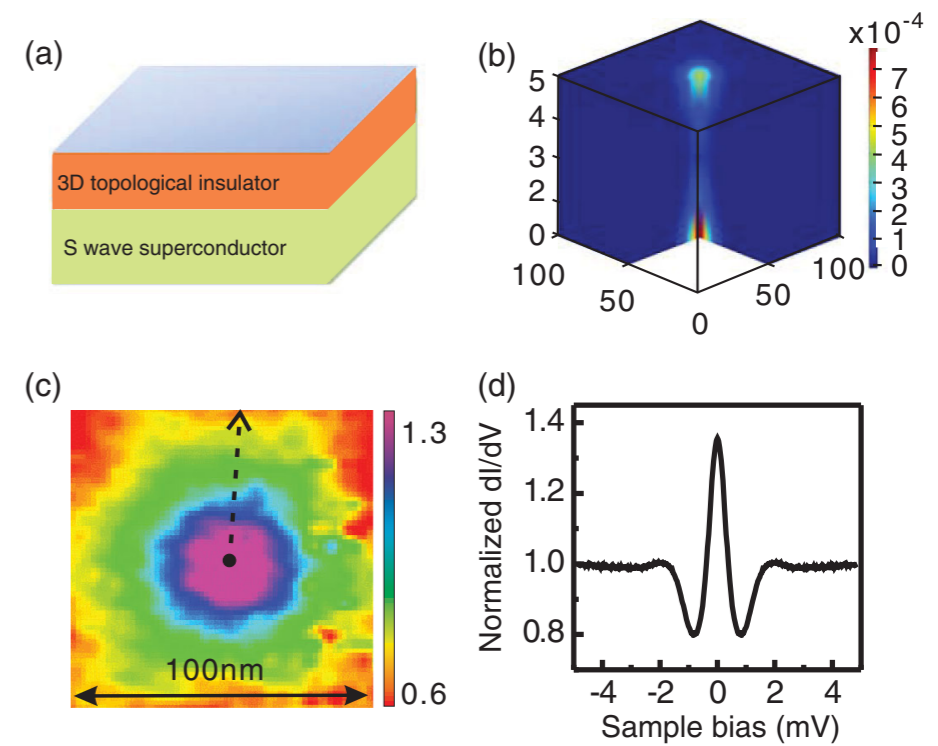 (a)
3D topological insulator
S wave superconductor
(b)
x10-4
5
4
3
2
0
100
50
0
50
100
7
6
5
4
3
2
1
0
(c)
1.3
0.6
100nm
(d)
Normalized dI/dV
1.4
1.2
1.0
0.8
-4 -2 0 2 4
Sample bias (mV)